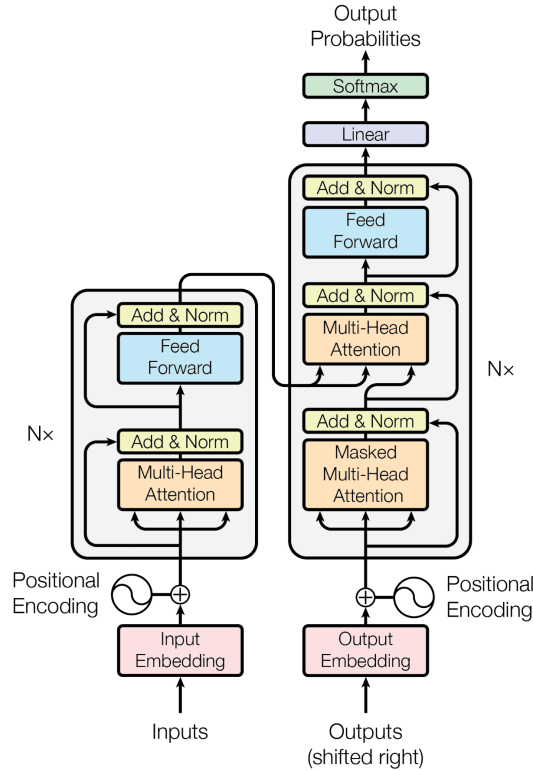 Output
Probabilities
Softmax
Linear
Add & Norm
Feed
Forward
Add & Norm
Multi-Head
Attention
Add & Norm
Masked
Multi-Head
Attention
N×
Add & Norm
Feed
Forward
Add & Norm
Multi-Head
Attention
N×
Positional
Encoding
Positional
Encoding
Input
Embedding
Output
Embedding
Inputs
Outputs
(shifted right)